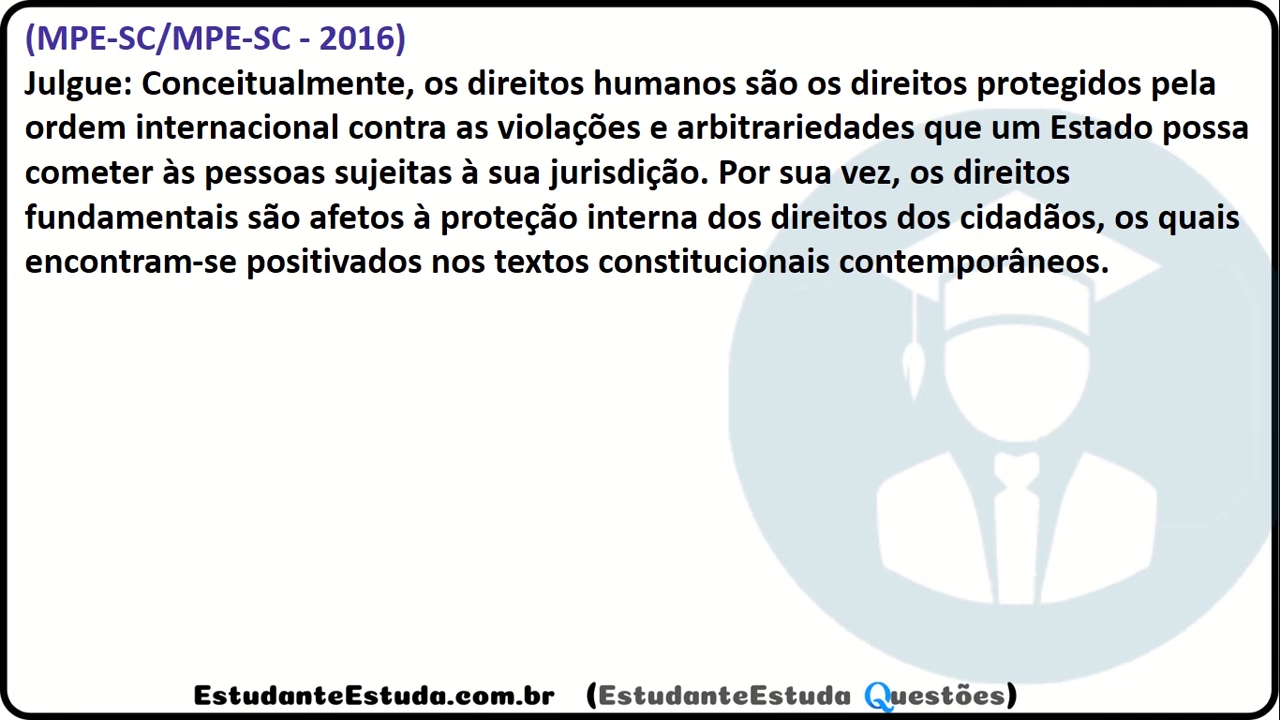 (MPE-SC/MPE-SC - 2016)
Julgue: Conceitualmente, os direitos humanos são os direitos protegidos pela
ordem internacional contra as violações e arbitrariedades que um Estado possa
cometer às pessoas sujeitas à sua jurisdição. Por sua vez, os direitos
fundamentais são afetos à proteção interna dos direitos dos cidadãos, os quais
encontram-se positivados nos textos constitucionais contemporâneos.
EstudanteEstuda.com.br (EstudanteEstuda Questões)